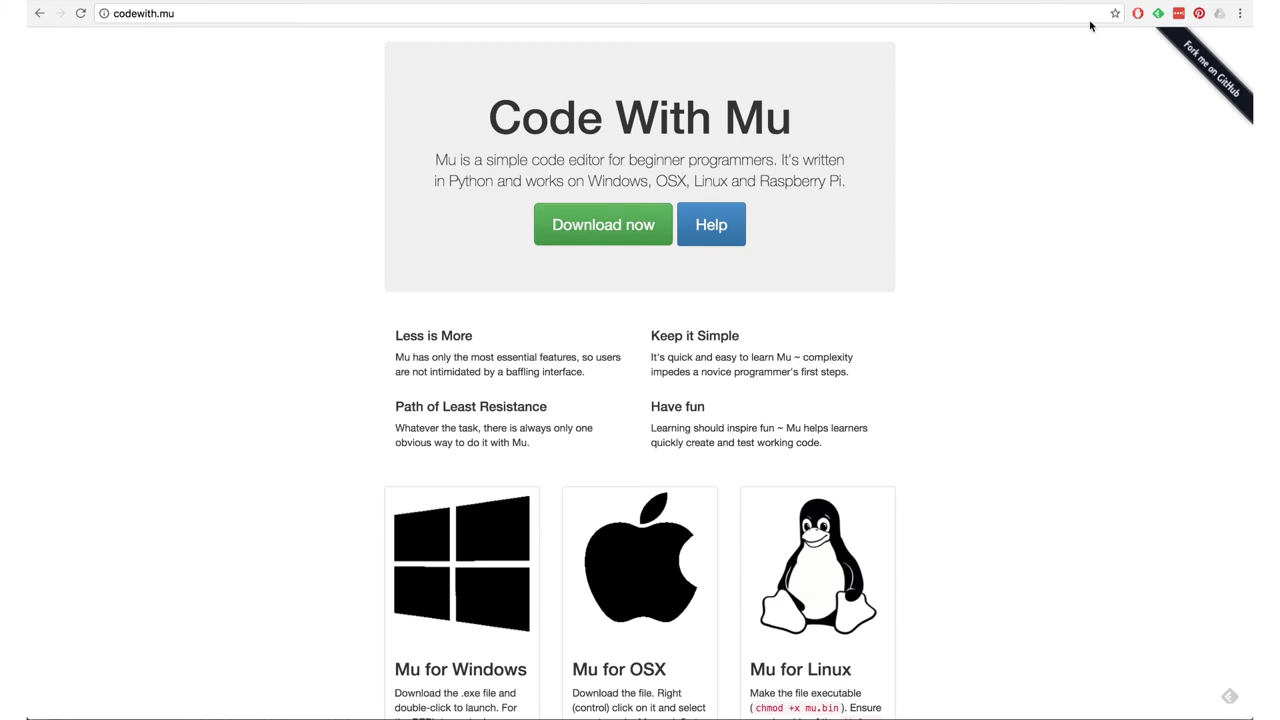 codewith.mu
Fork me on GitHub
Code With Mu
Mu is a simple code editor for beginner programmers. It's written
in Python and works on Windows, OSX, Linux and Raspberry Pi.
Download now Help
Less is More
Mu has only the most essential features, so users
are not intimidated by a baffling interface.
Keep it Simple
It's quick and easy to learn Mu ~ complexity
impedes a novice programmer's first steps.
Path of Least Resistance
Whatever the task, there is always only one
obvious way to do it with Mu.
Have fun
Learning should inspire fun ~ Mu helps learners
quickly create and test working code.
Mu for Windows
Download the .exe file and
double-click to launch. For
Mu for OSX
Download the file. Right
(control) click on it and select
Mu for Linux
Make the file executable
(chmod +x mu.bin). Ensure